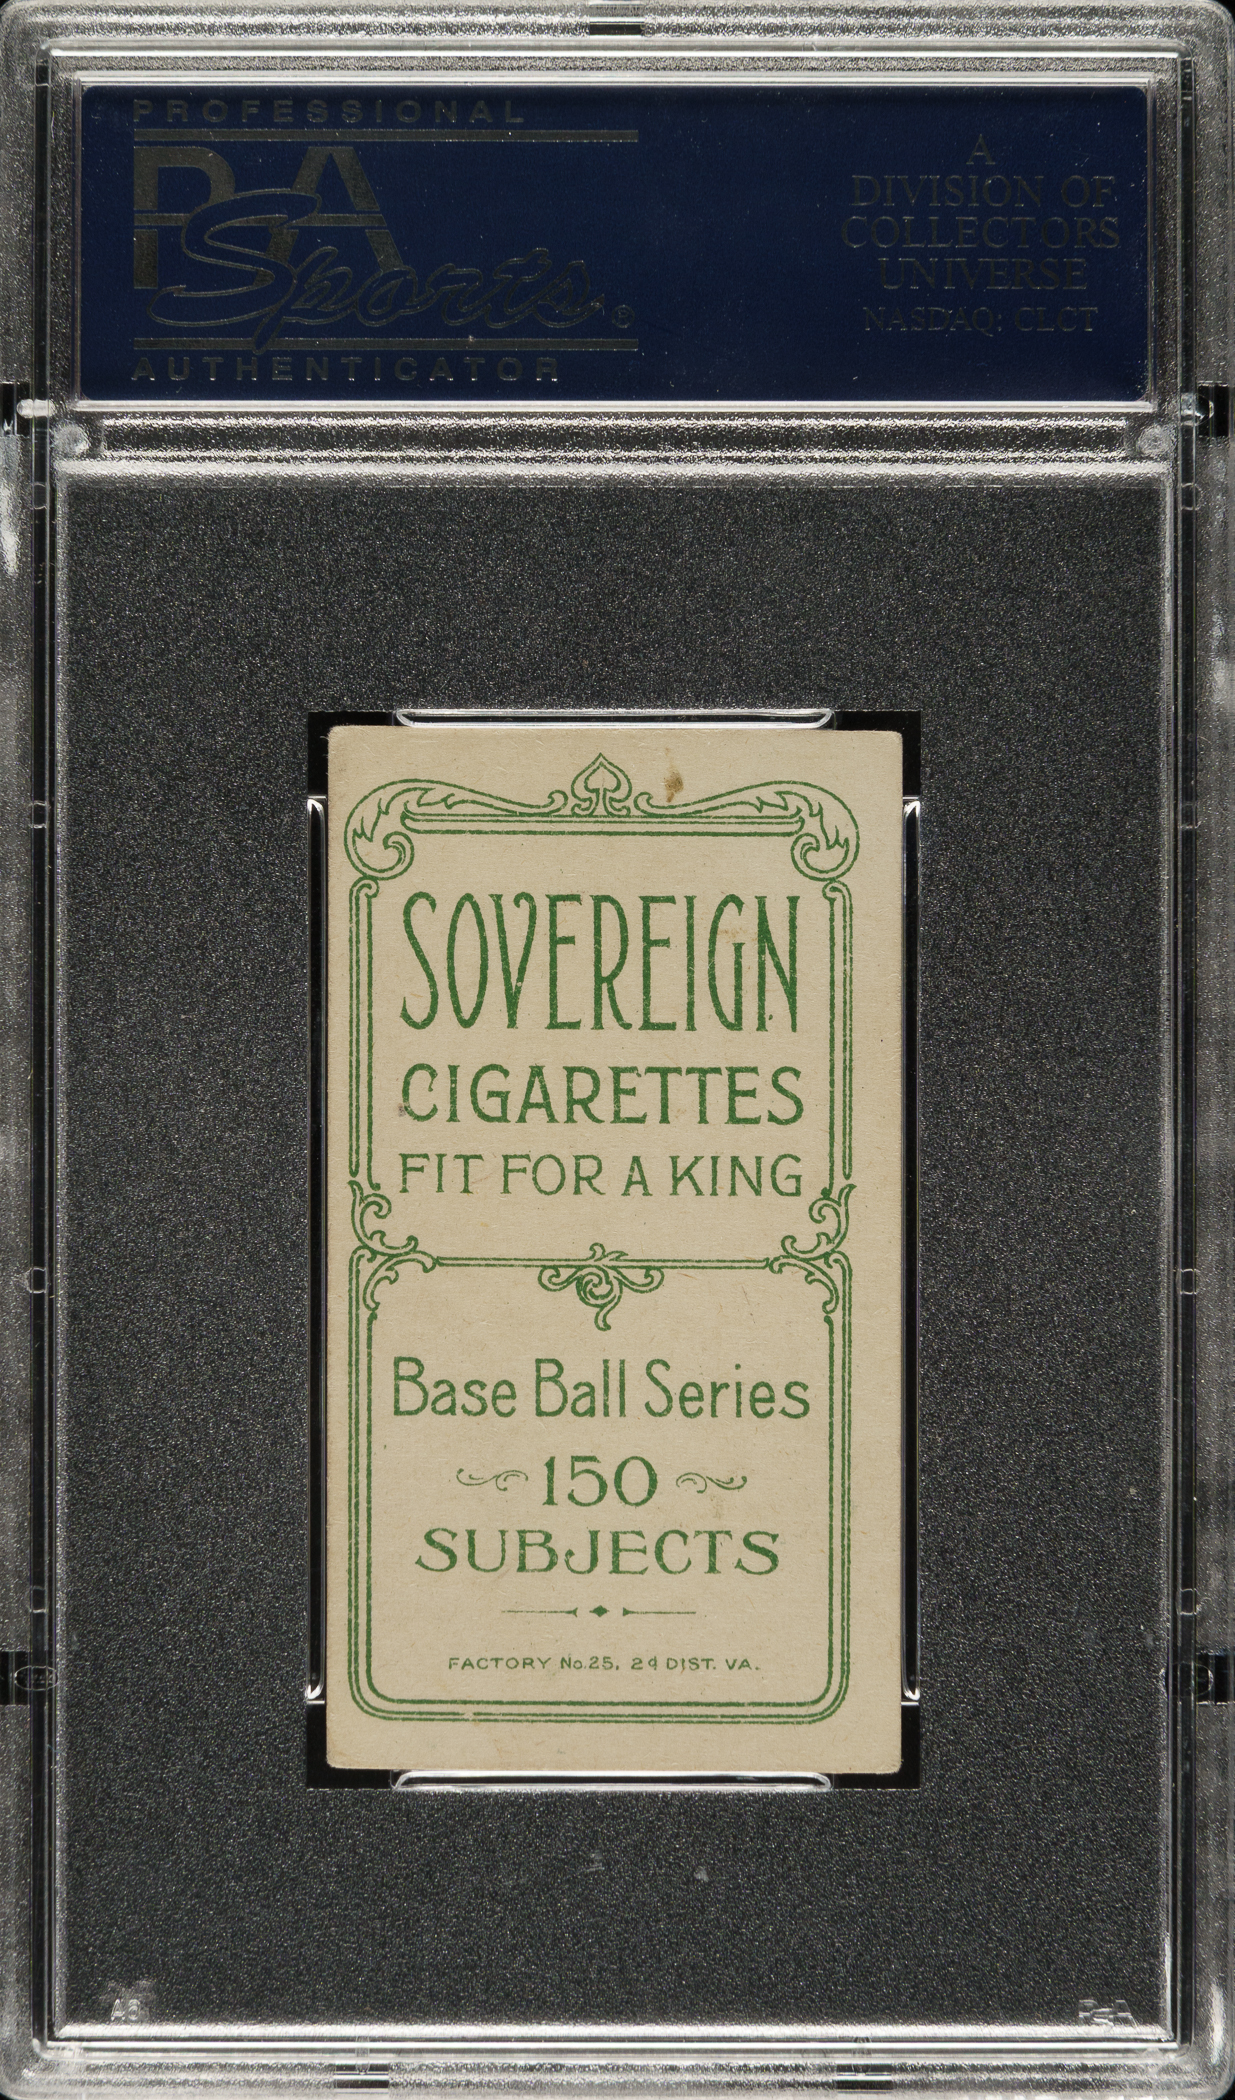 PROFESSIONAL
PSA
Sports
AUTHENTICATOR
A
DIVISION OF
COLLECTORS
UNIVERSE
NASDAQ: CLCT
SOVEREIGN
CIGARETTES
FIT FOR A KING
Base Ball Series
150
SUBJECTS
FACTORY No. 25, 2d DIST. VA.
PSA